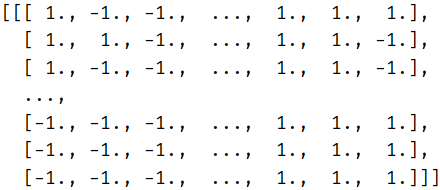 [[[ 1., -1., -1., ..., 1., 1., 1.],
[ 1., 1., -1., ..., 1., 1., -1.],
[ 1., -1., -1., ..., 1., 1., -1.],
...,
[-1., -1., -1., ..., 1., 1., 1.],
[-1., -1., -1., ..., 1., 1., 1.],
[-1., -1., -1., ..., 1., 1., 1.]]]